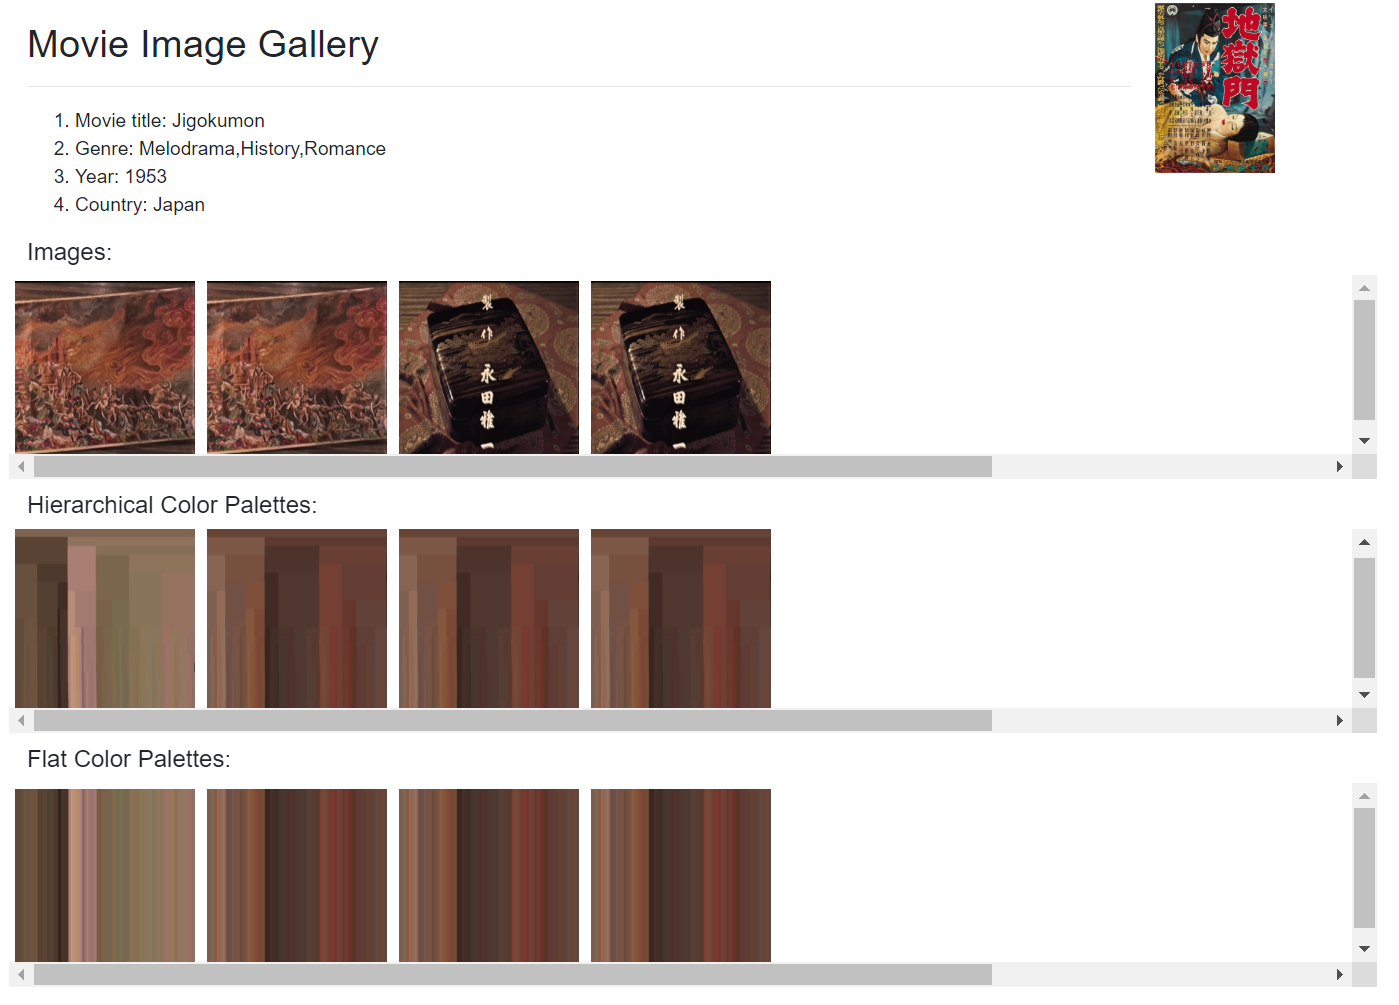 Movie Image Gallery
地獄門
1. Movie title: Jigokumon
2. Genre: Melodrama,History,Romance
3. Year: 1953
4. Country: Japan
Images:
製作 永田雅一
製作 永田雅一
Hierarchical Color Palettes:
Flat Color Palettes: